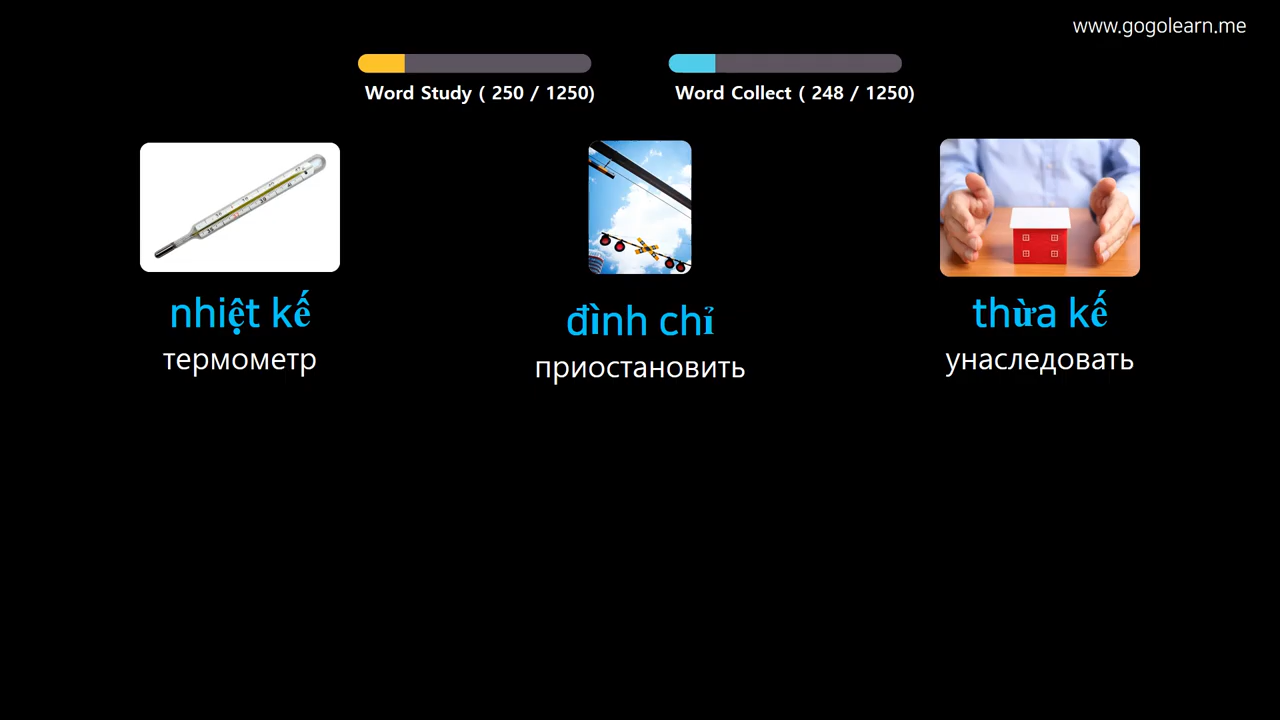 www.gogolearn.me
Word Study ( 250 / 1250)
Word Collect ( 248 / 1250)
nhiệt kế
термометр
đình chỉ
приостановить
thừa kế
унаследовать